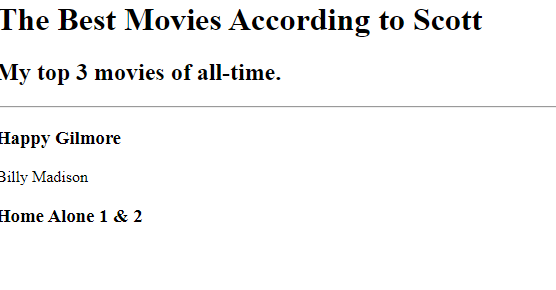 The Best Movies According to Scott
My top 3 movies of all-time.
Happy Gilmore
Billy Madison
Home Alone 1 & 2